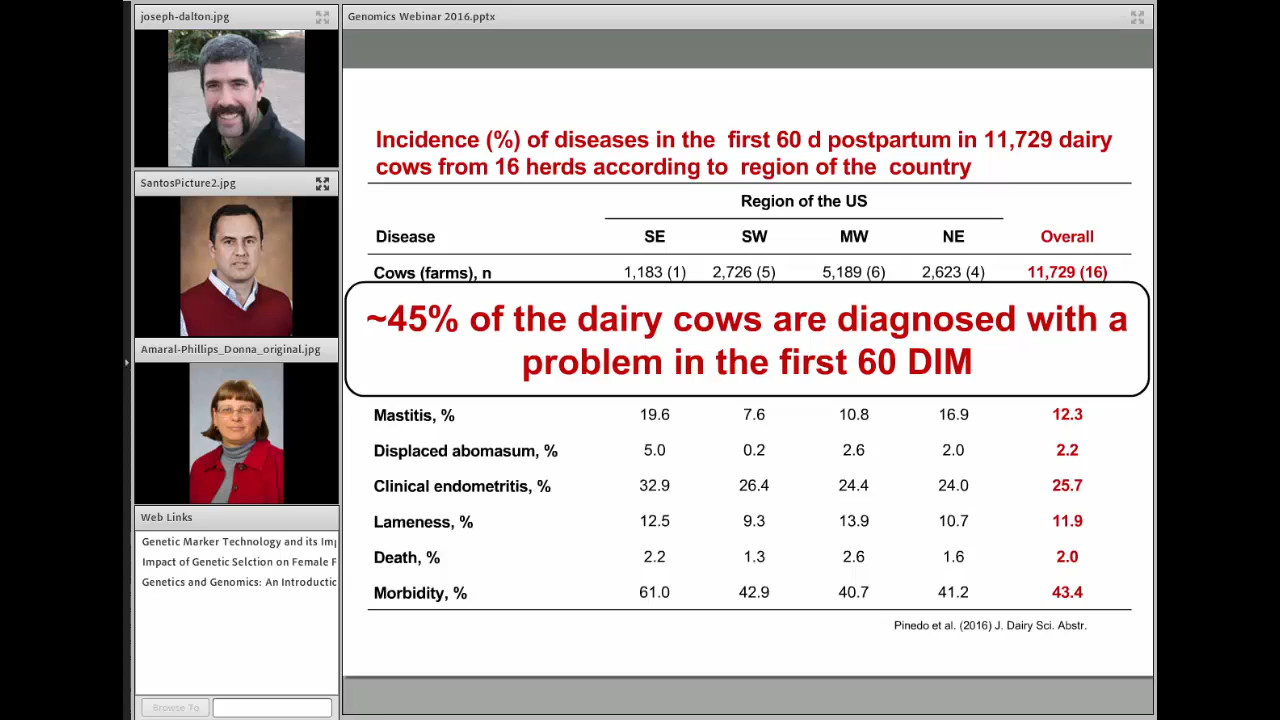 joseph-dalton.jpg
SantosPicture2.jpg
Amaral-Phillips_Donna_original.jpg
Web Links
Genetic Marker Technology and its Imp
Impact of Genetic Selction on Female F
Genetics and Genomics: An Introductic
Browse To
Genomics Webinar 2016.pptx
Incidence (%) of diseases in the first 60 d postpartum in 11,729 dairy
cows from 16 herds according to region of the country
Region of the US
Disease SE SW MW NE Overall
Cows (farms), n 1,183 (1) 2,726 (5) 5,189 (6) 2,623 (4) 11,729 (16)
~45% of the dairy cows are diagnosed with a
problem in the first 60 DIM
Mastitis, % 19.6 7.6 10.8 16.9 12.3
Displaced abomasum, % 5.0 0.2 2.6 2.0 2.2
Clinical endometritis, % 32.9 26.4 24.4 24.0 25.7
Lameness, % 12.5 9.3 13.9 10.7 11.9
Death, % 2.2 1.3 2.6 1.6 2.0
Morbidity, % 61.0 42.9 40.7 41.2 43.4
Pinedo et al. (2016) J. Dairy Sci. Abstr.